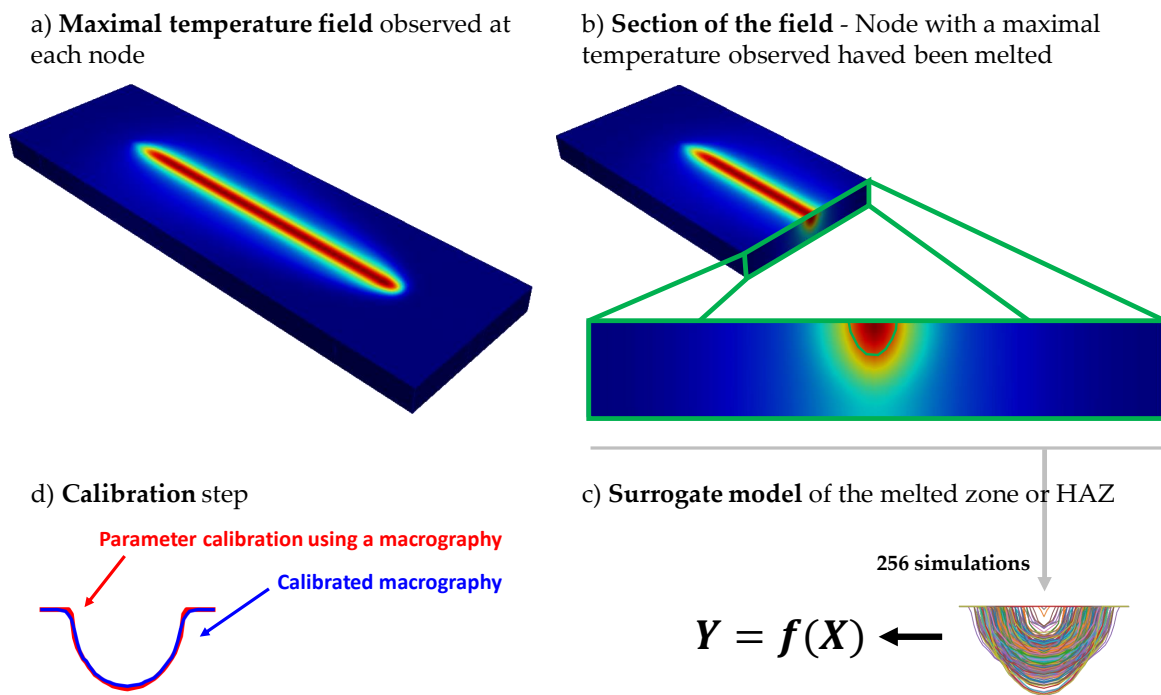 a) Maximal temperature field observed at
each node
b) Section of the field - Node with a maximal
temperature observed haved been melted
d) Calibration step
Parameter calibration using a macrography
Calibrated macrography
c) Surrogate model of the melted zone or HAZ
256 simulations
Y = f(X)